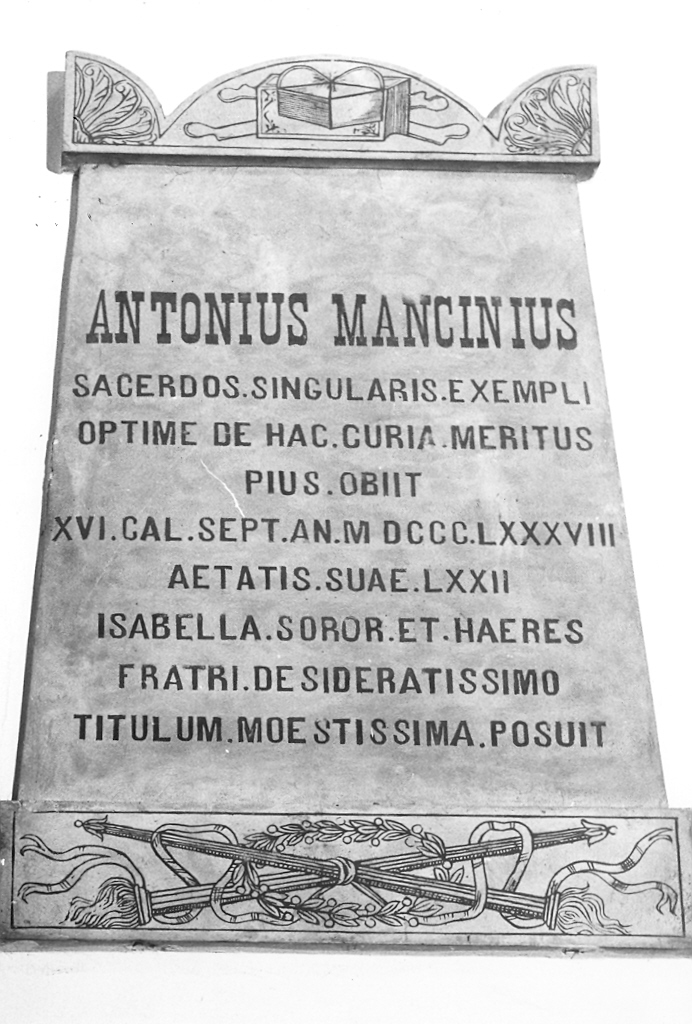 ANTONIUS MANCINIUS
SACERDOS.SINGULARIS.EXEMPLI
OPTIME DE HAC.CURIA.MERITUS
PIUS.OBIIT
XVI.CAL.SEPT.AN.M DCCC.LXXXVIII
AETATIS.SUAE.LXXII
ISABELLA.SOROR.ET.HAERES
FRATRI.DESIDERATISSIMO
TITULUM.MOESTISSIMA.POSUIT